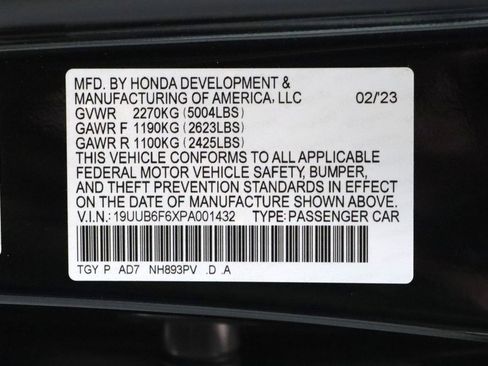 MFD. BY HONDA DEVELOPMENT &
MANUFACTURING OF AMERICA, LLC 02/'23
GVWR 2270KG (5004LBS)
GAWR F 1190KG (2623LBS)
GAWR R 1100KG (2425LBS)
THIS VEHICLE CONFORMS TO ALL APPLICABLE
FEDERAL MOTOR VEHICLE SAFETY, BUMPER,
AND THEFT PREVENTION STANDARDS IN EFFECT
ON THE DATE OF MANUFACTURE SHOWN ABOVE.
V.I.N.: 19UUB6F6XPA001432 TYPE: PASSENGER CAR
TGY P AD7 NH893PV .D .A